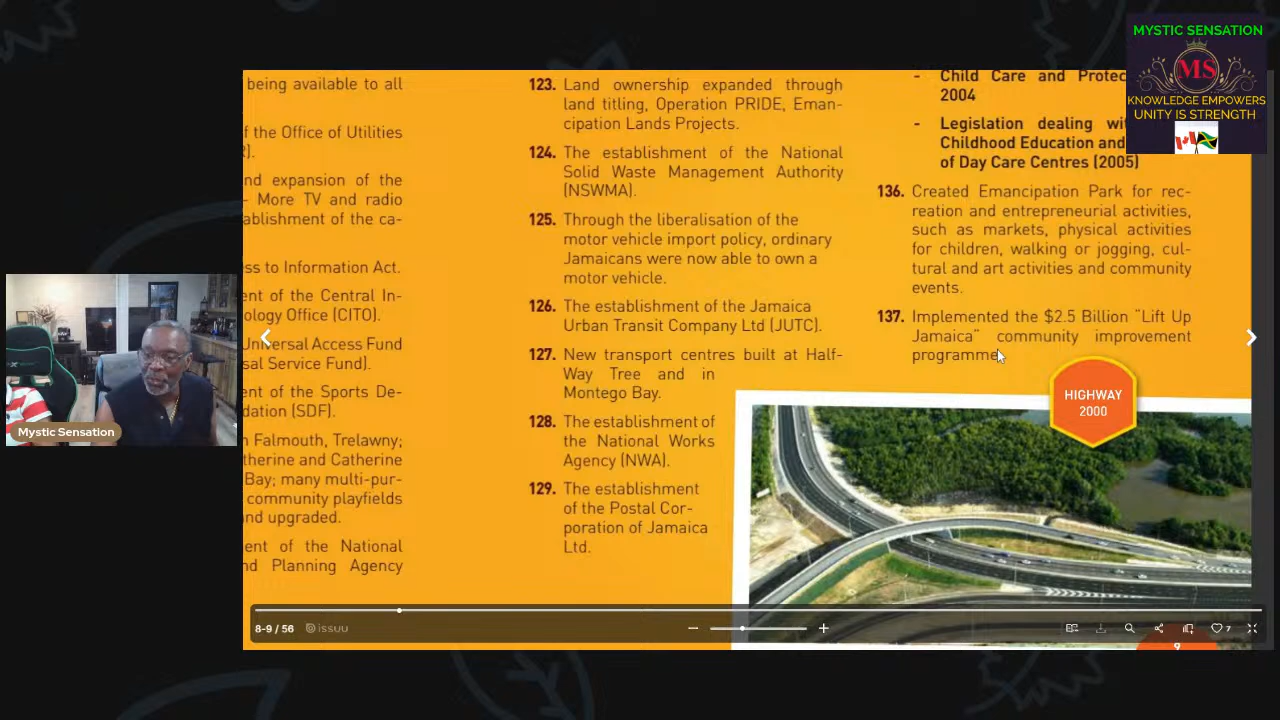 MYSTIC SENSATION
MS
KNOWLEDGE EMPOWERS
UNITY IS STRENGTH
being available to all
f the Office of Utilities
nd expansion of the
- More TV and radio
ablishment of the ca-
ss to Information Act.
ent of the Central In-
ology Office (CITO).
Universal Access Fund
sal Service Fund).
ent of the Sports De-
dation (SDF).
n Falmouth, Trelawny;
therine and Catherine
Bay; many multi-pur-
community playfields
nd upgraded.
ent of the National
nd Planning Agency
123. Land ownership expanded through
land titling, Operation PRIDE, Eman-
cipation Lands Projects.
124. The establishment of the National
Solid Waste Management Authority
(NSWMA).
125. Through the liberalisation of the
motor vehicle import policy, ordinary
Jamaicans were now able to own a
motor vehicle.
126. The establishment of the Jamaica
Urban Transit Company Ltd (JUTC).
127. New transport centres built at Half-
Way Tree and in
Montego Bay.
128. The establishment of
the National Works
Agency (NWA).
129. The establishment
of the Postal Cor-
poration of Jamaica
Ltd.
- Child Care and Protec
2004
- Legislation dealing wi
Childhood Education and
of Day Care Centres (2005)
136. Created Emancipation Park for rec-
reation and entrepreneurial activities,
such as markets, physical activities
for children, walking or jogging, cul-
tural and art activities and community
events.
137. Implemented the $2.5 Billion "Lift Up
Jamaica" community improvement
programme.
HIGHWAY
2000
Mystic Sensation
8-9 / 56
issuu
7
9